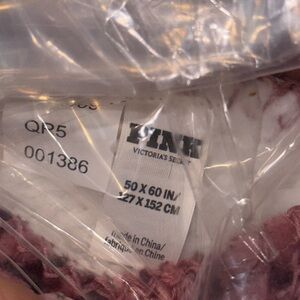 QP5
001386
PINK
VICTORIA'S SECRET
50 X 60 IN/
127 X 152 CM
made in China/
fabriqué en Chine